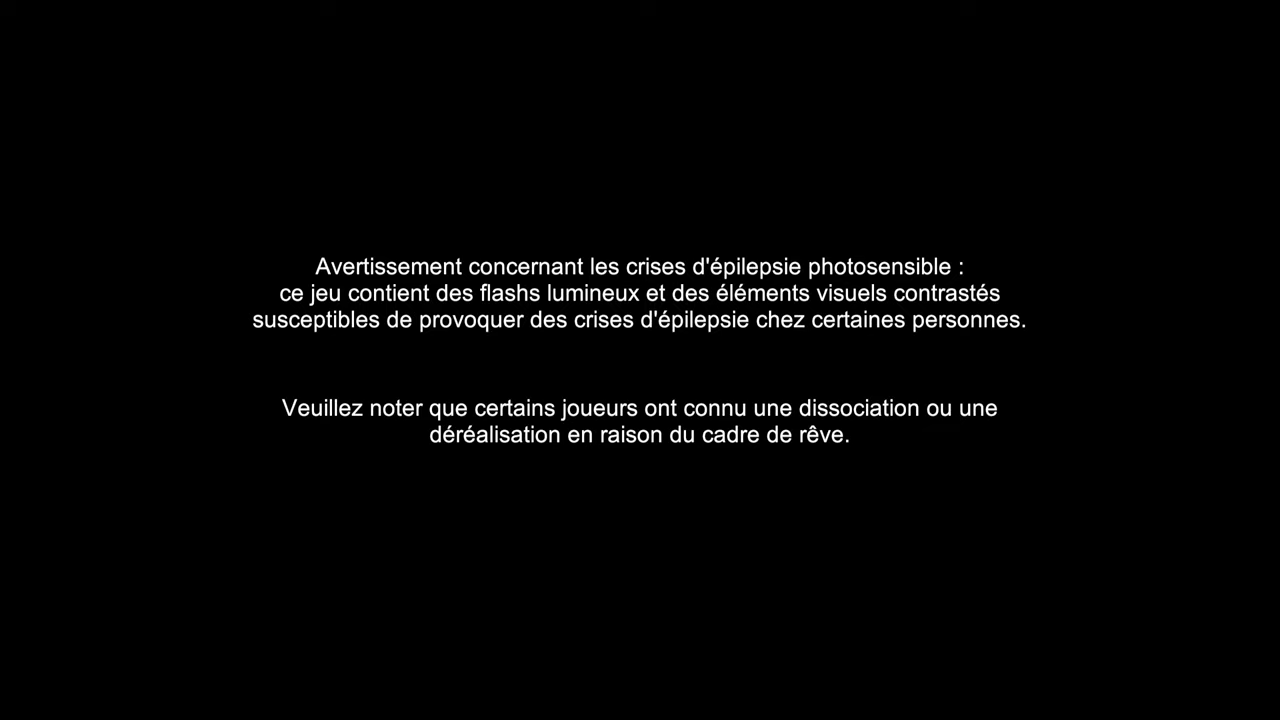 Avertissement concernant les crises d'épilepsie photosensible :
ce jeu contient des flashs lumineux et des éléments visuels contrastés
susceptibles de provoquer des crises d'épilepsie chez certaines personnes.
Veuillez noter que certains joueurs ont connu une dissociation ou une
déréalisation en raison du cadre de rêve.